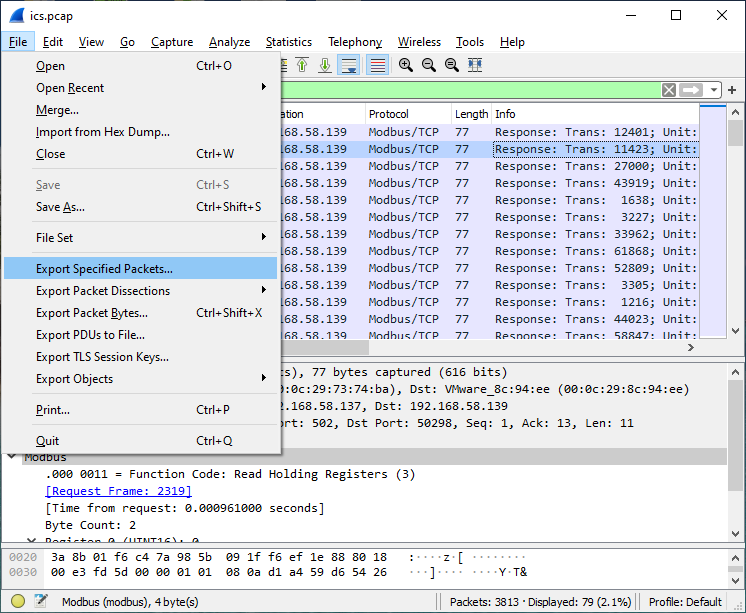 ics.pcap
File Edit View Go Capture Analyze Statistics Telephony Wireless Tools Help
Open Ctrl+O
Open Recent
Merge...
Import from Hex Dump...
Close Ctrl+W
Save Ctrl+S
Save As... Ctrl+Shift+S
File Set
Export Specified Packets...
Export Packet Dissections
Export Packet Bytes... Ctrl+Shift+X
Export PDUs to File...
Export TLS Session Keys...
Export Objects
Print... Ctrl+P
Quit Ctrl+Q
ation Protocol Length Info
.168.58.139 Modbus/TCP 77 Response: Trans: 12401; Unit:
.168.58.139 Modbus/TCP 77 Response: Trans: 11423; Unit:
.168.58.139 Modbus/TCP 77 Response: Trans: 27000; Unit:
.168.58.139 Modbus/TCP 77 Response: Trans: 43919; Unit:
.168.58.139 Modbus/TCP 77 Response: Trans: 1638; Unit:
.168.58.139 Modbus/TCP 77 Response: Trans: 3227; Unit:
.168.58.139 Modbus/TCP 77 Response: Trans: 33962; Unit:
.168.58.139 Modbus/TCP 77 Response: Trans: 61868; Unit:
.168.58.139 Modbus/TCP 77 Response: Trans: 52809; Unit:
.168.58.139 Modbus/TCP 77 Response: Trans: 3305; Unit:
.168.58.139 Modbus/TCP 77 Response: Trans: 1216; Unit:
.168.58.139 Modbus/TCP 77 Response: Trans: 44023; Unit:
.168.58.139 Modbus/TCP 77 Response: Trans: 58847; Unit:
ts), 77 bytes captured (616 bits)
0:0c:29:73:74:ba), Dst: VMware_8c:94:ee (00:0c:29:8c:94:ee)
2.168.58.137, Dst: 192.168.58.139
ort: 502, Dst Port: 50298, Seq: 1, Ack: 13, Len: 11
Modbus
.000 0011 = Function Code: Read Holding Registers (3)
[Request Frame: 2319]
[Time from request: 0.000961000 seconds]
Byte Count: 2
Register 0 (UINT16): 0
0020 3a 8b 01 f6 c4 7a 98 5b 09 1f f6 ef 1e 88 80 18 :····z·[ ········
0030 00 e3 fd 5d 00 00 01 01 08 0a d1 a4 59 d6 54 26 ···]···· ····Y·T&
Modbus (modbus), 4 byte(s) Packets: 3813 · Displayed: 79 (2.1%) Profile: Default